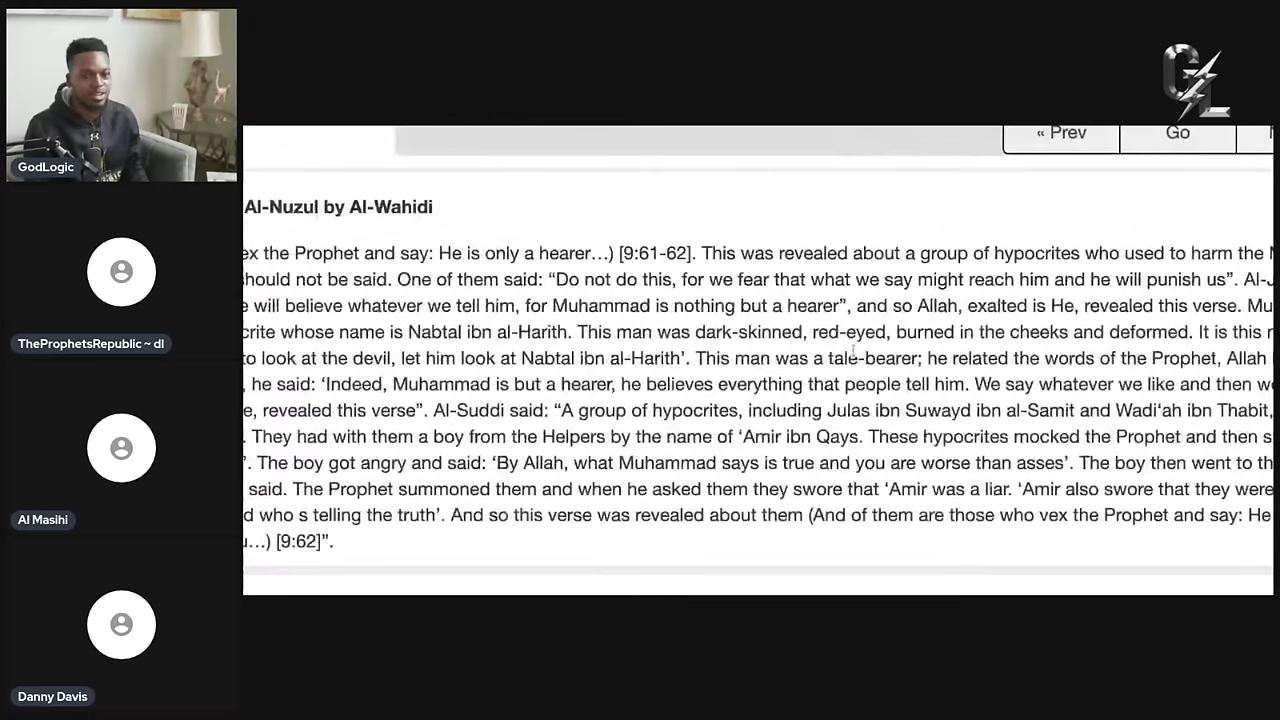 GL
GodLogic
TheProphetsRepublic ~ dl
Al Masihi
Danny Davis
« Prev
Go
Al-Nuzul by Al-Wahidi
ex the Prophet and say: He is only a hearer…) [9:61-62]. This was revealed about a group of hypocrites who used to harm the
should not be said. One of them said: “Do not do this, for we fear that what we say might reach him and he will punish us”. Al-J
e will believe whatever we tell him, for Muhammad is nothing but a hearer”, and so Allah, exalted is He, revealed this verse. Mu
crite whose name is Nabtal ibn al-Harith. This man was dark-skinned, red-eyed, burned in the cheeks and deformed. It is this
to look at the devil, let him look at Nabtal ibn al-Harith’. This man was a tale-bearer; he related the words of the Prophet, Allah
, he said: ‘Indeed, Muhammad is but a hearer, he believes everything that people tell him. We say whatever we like and then we
e, revealed this verse”. Al-Suddi said: “A group of hypocrites, including Julas ibn Suwayd ibn al-Samit and Wadi‘ah ibn Thabit,
. They had with them a boy from the Helpers by the name of ‘Amir ibn Qays. These hypocrites mocked the Prophet and then s
’. The boy got angry and said: ‘By Allah, what Muhammad says is true and you are worse than asses’. The boy then went to th
said. The Prophet summoned them and when he asked them they swore that ‘Amir was a liar. ‘Amir also swore that they were
d who s telling the truth’. And so this verse was revealed about them (And of them are those who vex the Prophet and say: He
…) [9:62]”.